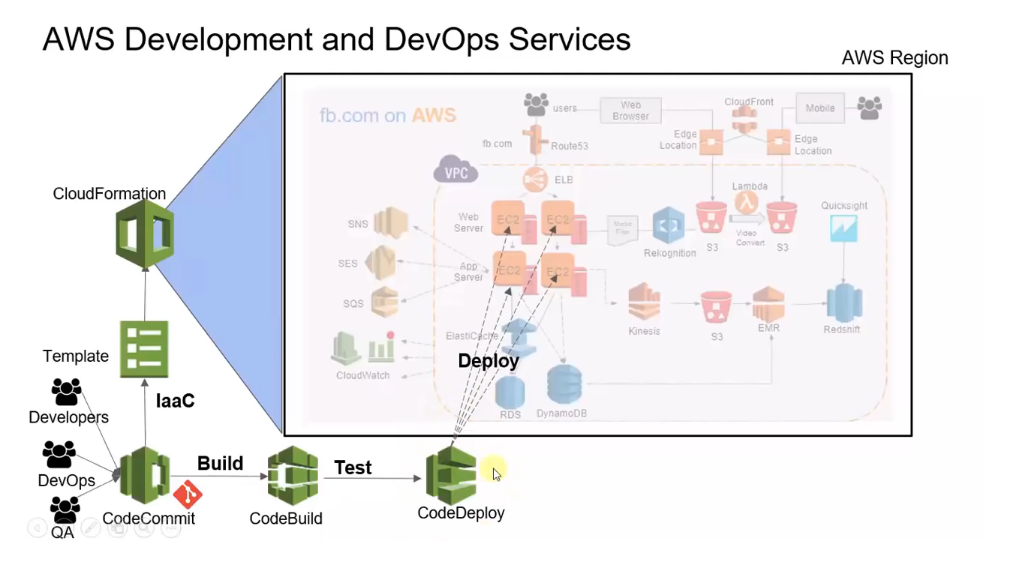 AWS Development and DevOps Services
AWS Region
fb.com on AWS
users
Web
Browser
CloudFront
Mobile
fb.com
Route53
Edge
Location
Edge
Location
VPC
ELB
CloudFormation
SNS
Web
Server
EC2
EC2
Media
Files
Rekognition
S3
Lambda
Video
Convert
S3
Quicksight
SES
App
Server
EC2
EC2
SQS
Kinesis
S3
EMR
Redshift
ElastiCache
CloudWatch
Deploy
RDS
DynamoDB
Template
IaaC
Developers
DevOps
QA
CodeCommit
Build
CodeBuild
Test
CodeDeploy